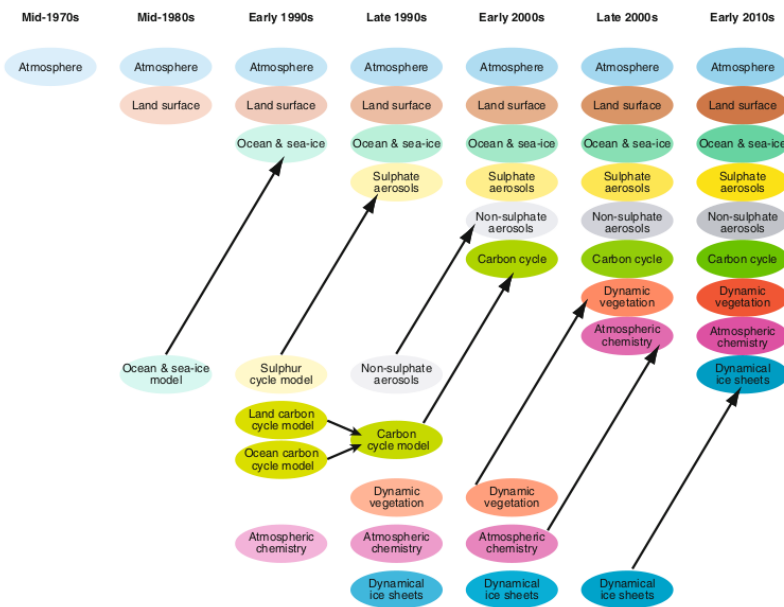 Mid-1970s Mid-1980s Early 1990s Late 1990s Early 2000s Late 2000s Early 2010s
Atmosphere Atmosphere Atmosphere Atmosphere Atmosphere Atmosphere Atmosphere
Land surface Land surface Land surface Land surface Land surface Land surface
Ocean & sea-ice Ocean & sea-ice Ocean & sea-ice Ocean & sea-ice Ocean & sea-ice
Sulphate Sulphate Sulphate Sulphate
aerosols aerosols aerosols aerosols
Non-sulphate Non-sulphate Non-sulphate
aerosols aerosols aerosols
Carbon cycle Carbon cycle Carbon cycle
Dynamic Dynamic
vegetation vegetation
Atmospheric Atmospheric
chemistry chemistry
Ocean & sea-ice Sulphur Non-sulphate Dynamical
model cycle model aerosols ice sheets
Land carbon
cycle model
Carbon
cycle model
Ocean carbon
cycle model
Dynamic Dynamic
vegetation vegetation
Atmospheric Atmospheric Atmospheric
chemistry chemistry chemistry
Dynamical Dynamical Dynamical
ice sheets ice sheets ice sheets